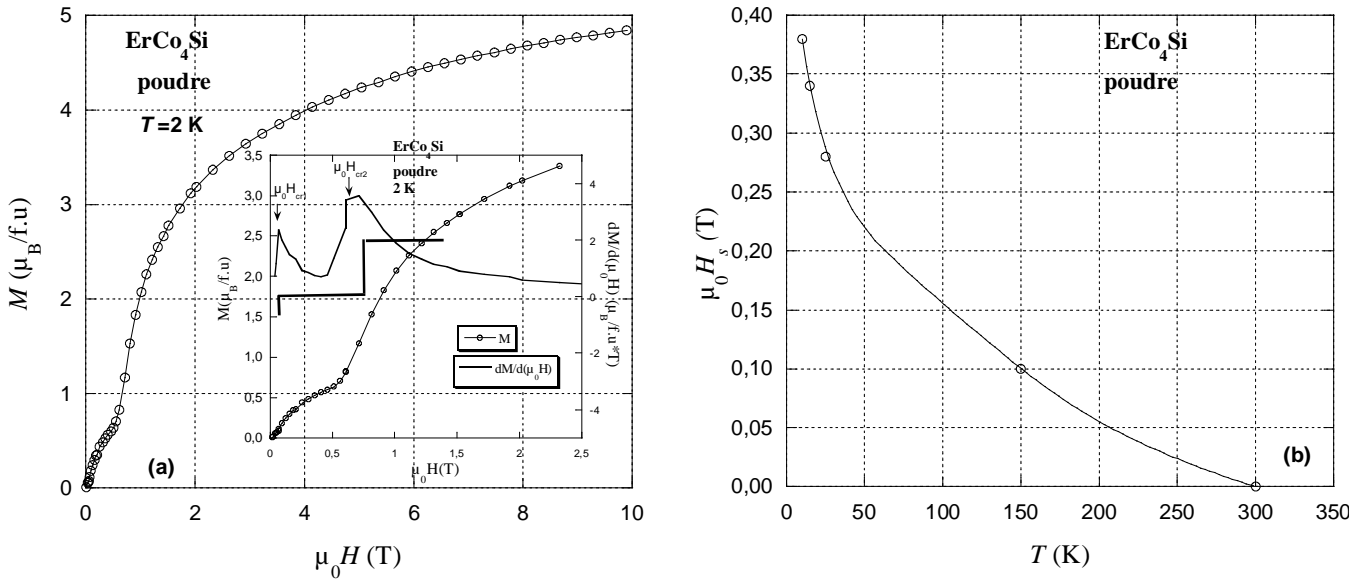 5
4
3
2
1
0
M (μB/f.u)
ErCo4Si
poudre
T=2 K
3,5
3,0
2,5
2,0
1,5
1,0
0,5
0,0
M(μB/f.u)
μ0Hcr1
μ0Hcr2
ErCo4Si
poudre
2 K
4
2
0
-2
-4
dM/d(μ0H) (μB/f.u*T)
M
dM/d(μ0H)
0
0,5
1
1,5
2
2,5
μ0H(T)
(a)
0
2
4
6
8
10
μ0H (T)
0,40
0,35
0,30
0,25
0,20
0,15
0,10
0,05
0,00
μ0Hs (T)
ErCo4Si
poudre
(b)
0
50
100
150
200
250
300
350
T (K)